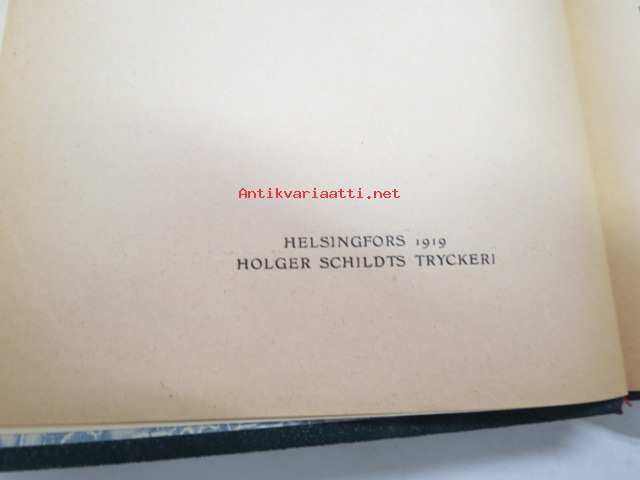 Antikvariaatti.net
HELSINGFORS 1919
HOLGER SCHILDTS TRYCKERI